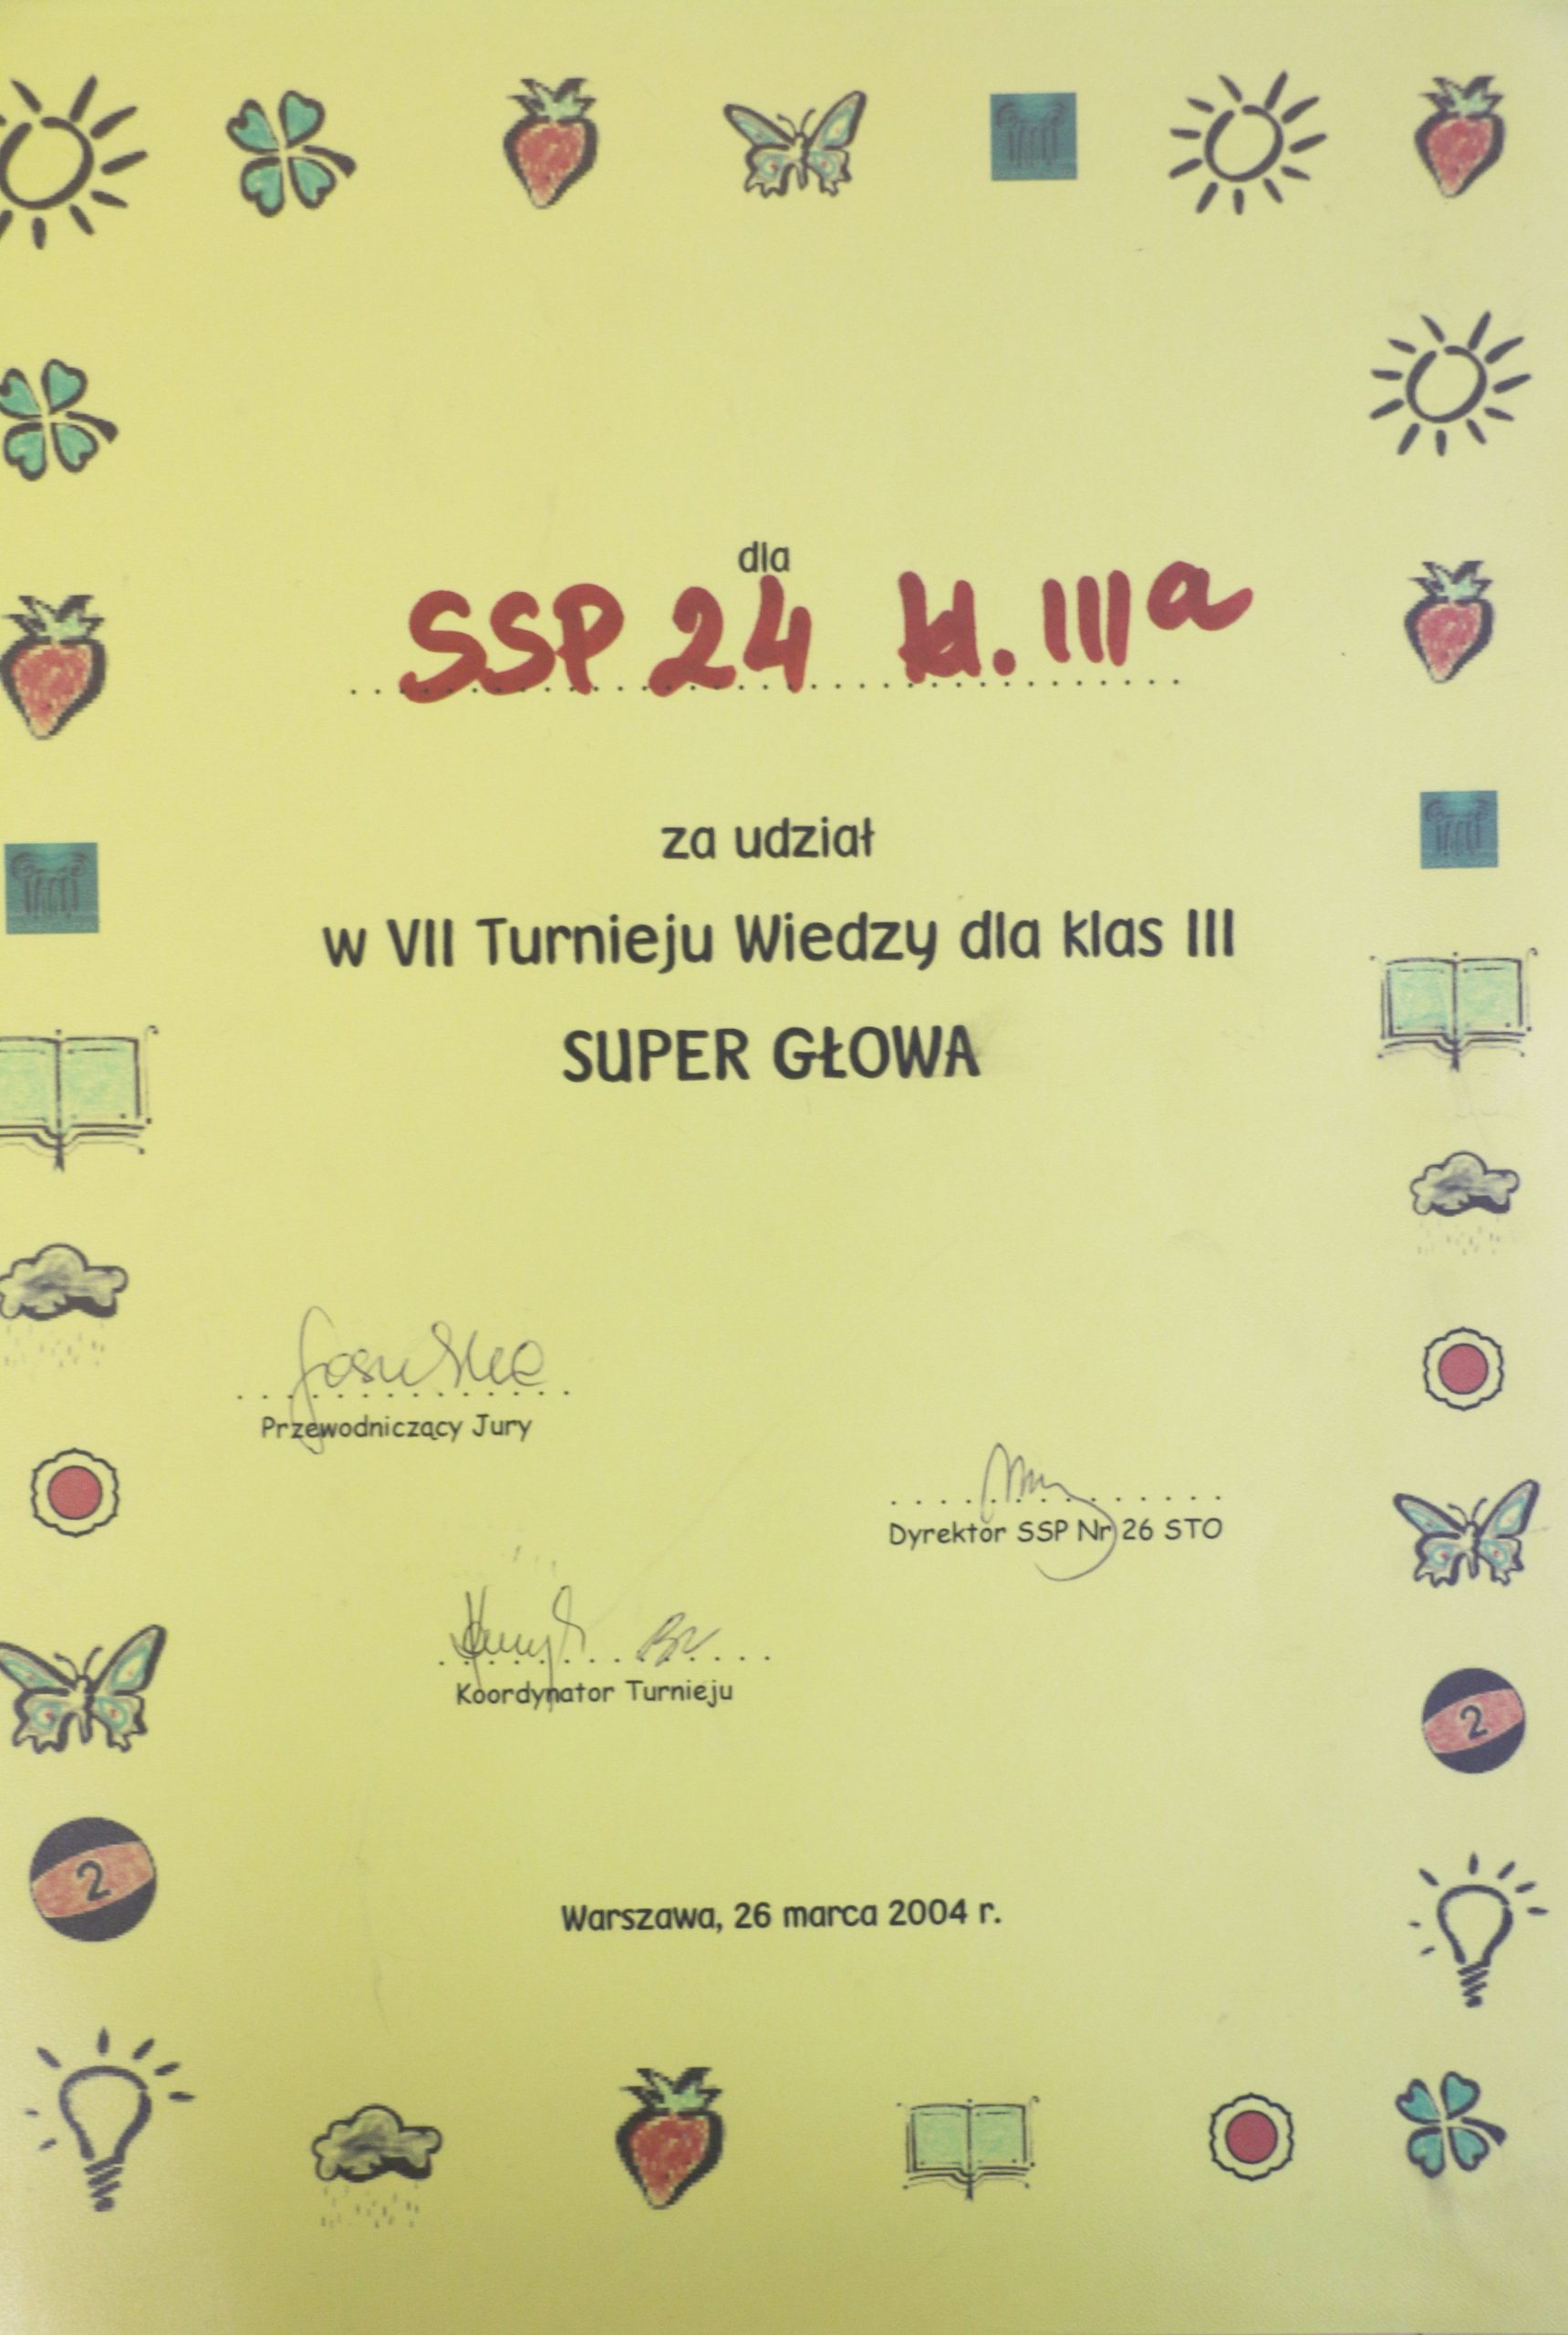 dla
SSP 24 kl. III a
za udział
w VII Turnieju Wiedzy dla klas III
SUPER GŁOWA
Przewodniczący Jury
Dyrektor SSP Nr 26 STO
Koordynator Turnieju
2
2
Warszawa, 26 marca 2004 r.